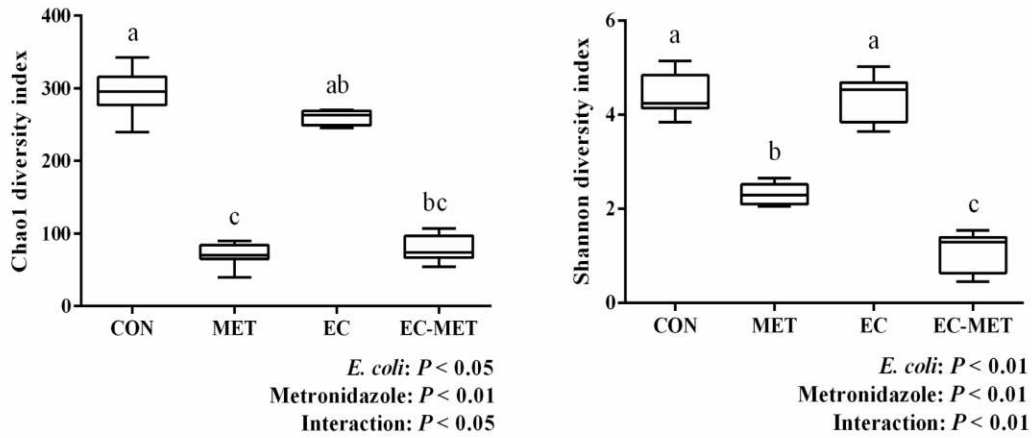 Chao1 diversity index
400
300
200
100
0
a
c
ab
bc
CON MET EC EC-MET
E. coli: P < 0.05
Metronidazole: P < 0.01
Interaction: P < 0.05
Shannon diversity index
6
4
2
0
a
b
a
c
CON MET EC EC-MET
E. coli: P < 0.01
Metronidazole: P < 0.01
Interaction: P < 0.01